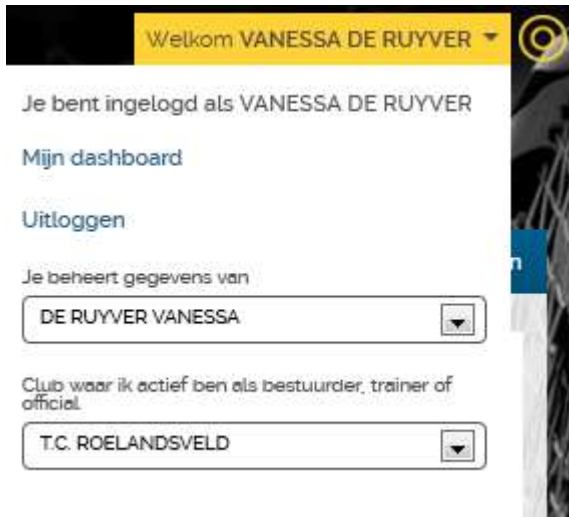 Welkom VANESSA DE RUYVER
Je bent ingelogd als VANESSA DE RUYVER
Mijn dashboard
Uitloggen
n
Je beheert gegevens van
DE RUYVER VANESSA
Club waar ik actief ben als bestuurder, trainer of
official
T.C. ROELANDSVELD